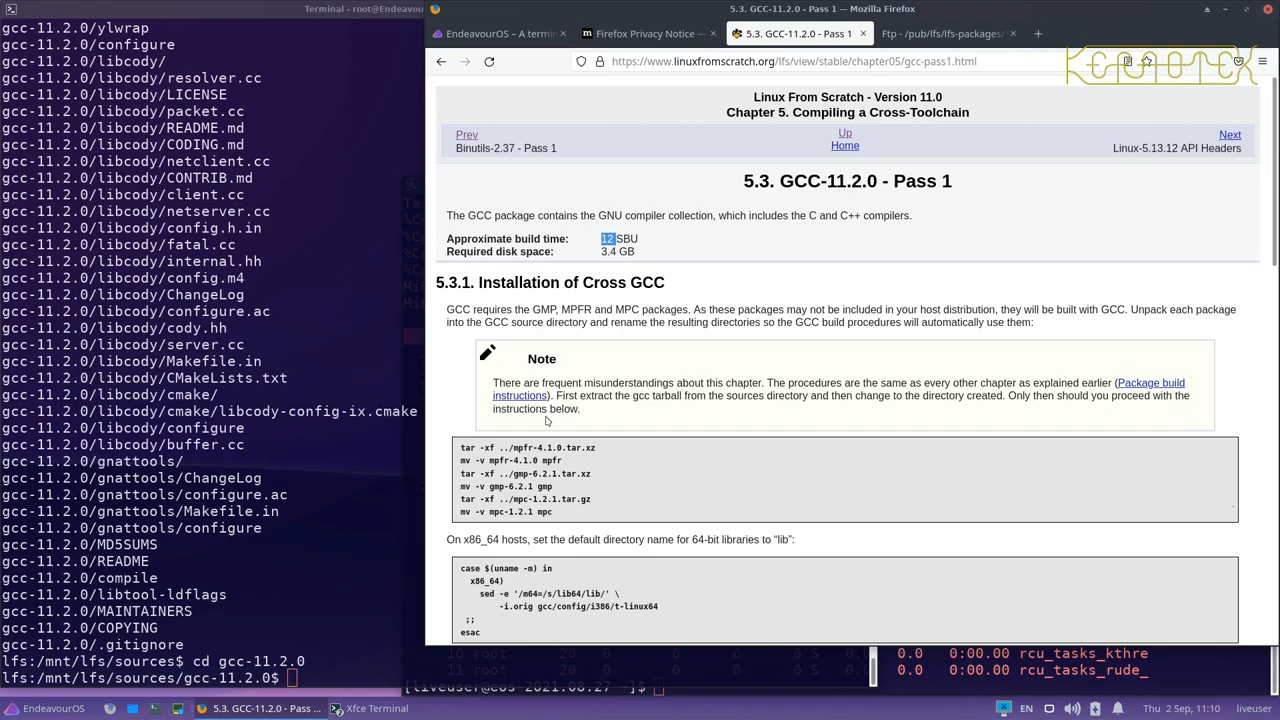 Terminal - root@Endeavour
gcc-11.2.0/ylwrap
gcc-11.2.0/configure
gcc-11.2.0/libcody/
gcc-11.2.0/libcody/resolver.cc
gcc-11.2.0/libcody/LICENSE
gcc-11.2.0/libcody/packet.cc
gcc-11.2.0/libcody/README.md
gcc-11.2.0/libcody/CODING.md
gcc-11.2.0/libcody/netclient.cc
gcc-11.2.0/libcody/CONTRIB.md
gcc-11.2.0/libcody/client.cc
gcc-11.2.0/libcody/netserver.cc
gcc-11.2.0/libcody/config.h.in
gcc-11.2.0/libcody/fatal.cc
gcc-11.2.0/libcody/internal.hh
gcc-11.2.0/libcody/config.m4
gcc-11.2.0/libcody/ChangeLog
gcc-11.2.0/libcody/configure.ac
gcc-11.2.0/libcody/cody.hh
gcc-11.2.0/libcody/server.cc
gcc-11.2.0/libcody/Makefile.in
gcc-11.2.0/libcody/CMakeLists.txt
gcc-11.2.0/libcody/cmake/
gcc-11.2.0/libcody/cmake/libcody-config-ix.cmake
gcc-11.2.0/libcody/configure
gcc-11.2.0/libcody/buffer.cc
gcc-11.2.0/gnattools/
gcc-11.2.0/gnattools/ChangeLog
gcc-11.2.0/gnattools/configure.ac
gcc-11.2.0/gnattools/Makefile.in
gcc-11.2.0/gnattools/configure
gcc-11.2.0/MD5SUMS
gcc-11.2.0/README
gcc-11.2.0/compile
gcc-11.2.0/libtool-ldflags
gcc-11.2.0/MAINTAINERS
gcc-11.2.0/COPYING
gcc-11.2.0/.gitignore
lfs:/mnt/lfs/sources$ cd gcc-11.2.0
lfs:/mnt/lfs/sources/gcc-11.2.0$
5.3. GCC-11.2.0 - Pass 1 — Mozilla Firefox
EndeavourOS – A termin
Firefox Privacy Notice —
5.3. GCC-11.2.0 - Pass 1
Ftp - /pub/lfs/lfs-packages/
https://www.linuxfromscratch.org/lfs/view/stable/chapter05/gcc-pass1.html
Linux From Scratch - Version 11.0
Chapter 5. Compiling a Cross-Toolchain
Prev Up Next
Binutils-2.37 - Pass 1 Home Linux-5.13.12 API Headers
5.3. GCC-11.2.0 - Pass 1
The GCC package contains the GNU compiler collection, which includes the C and C++ compilers.
Approximate build time: 12 SBU
Required disk space: 3.4 GB
5.3.1. Installation of Cross GCC
GCC requires the GMP, MPFR and MPC packages. As these packages may not be included in your host distribution, they will be built with GCC. Unpack each package
into the GCC source directory and rename the resulting directories so the GCC build procedures will automatically use them:
Note
There are frequent misunderstandings about this chapter. The procedures are the same as every other chapter as explained earlier (Package build
instructions). First extract the gcc tarball from the sources directory and then change to the directory created. Only then should you proceed with the
instructions below.
tar -xf ../mpfr-4.1.0.tar.xz
mv -v mpfr-4.1.0 mpfr
tar -xf ../gmp-6.2.1.tar.xz
mv -v gmp-6.2.1 gmp
tar -xf ../mpc-1.2.1.tar.gz
mv -v mpc-1.2.1 mpc
On x86_64 hosts, set the default directory name for 64-bit libraries to “lib”:
case $(uname -m) in
x86_64)
sed -e '/m64=/s/lib64/lib/' \
-i.orig gcc/config/i386/t-linux64
;;
esac
10 root 20 0 0 0 S 0.0 0.0 0:00.00 rcu_tasks_kthre
11 root 20 0 0 0 S 0.0 0.0 0:00.00 rcu_tasks_rude_
[liveuser@eos-2021.08.27 ~]$
EndeavourOS 5.3. GCC-11.2.0 - Pass ... Xfce Terminal EN Thu 2 Sep, 11:10 liveuser